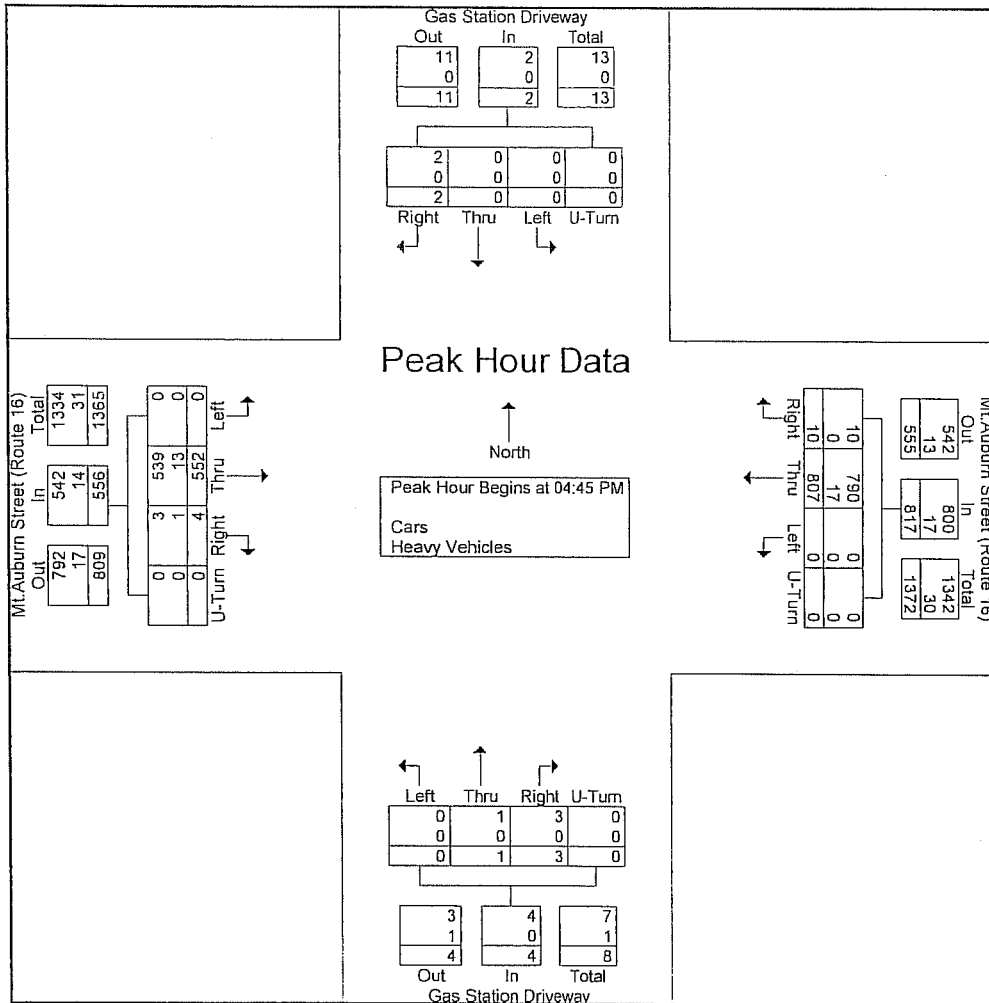 Gas Station Driveway
Out In Total
11 2 13
0 0 0
11 2 13
2 0 0 0
0 0 0 0
2 0 0 0
Right Thru Left U-Turn
Peak Hour Data
North
Peak Hour Begins at 04:45 PM
Cars
Heavy Vehicles
Mt.Auburn Street (Route 16)
Out In Total
792 542 1334
17 14 31
809 556 1365
U-Turn Right Thru Left
0 3 539 0
0 1 13 0
0 4 552 0
Mt.Auburn Street (Route 16)
Out In Total
542 800 1342
13 17 30
555 817 1372
10 790 0 0
0 17 0 0
10 807 0 0
Right Thru Left U-Turn
Left Thru Right U-Turn
0 1 3 0
0 0 0 0
0 1 3 0
3 4 7
1 0 1
4 4 8
Out In Total
Gas Station Driveway